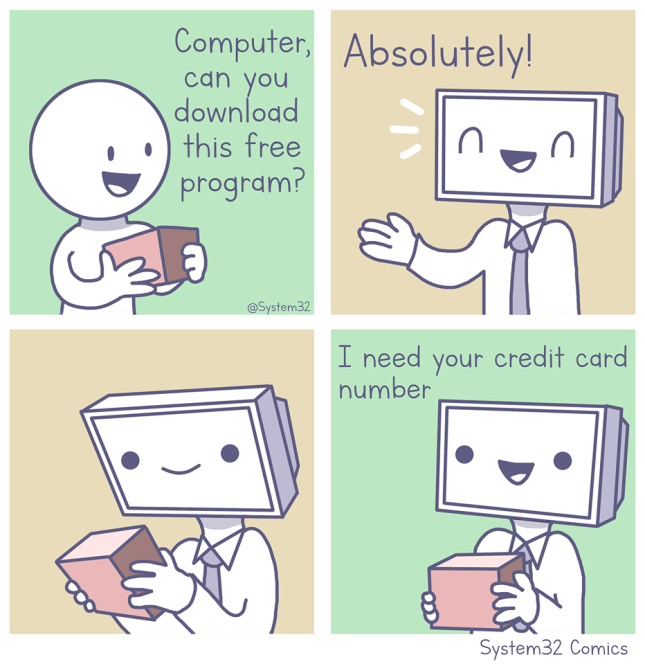 Computer,
can you
download
this free
program?
@System32
Absolutely!
I need your credit card
number
System32 Comics